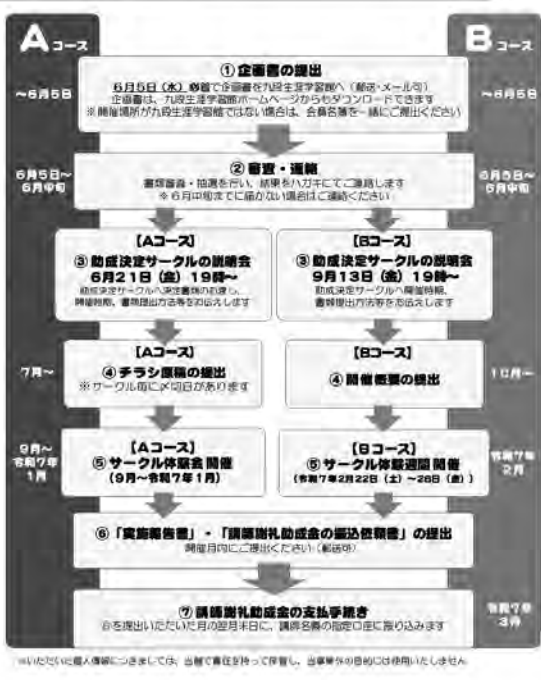 Aコース
Bコース
① 企画書の提出
～6月5日
～6月5日
6月5日（水）必着で企画書を九段生涯学習館へ（郵送・メール可）
企画書は、九段生涯学習館ホームページからもダウンロードできます
※開催場所が九段生涯学習館ではない場合は、会員名簿を一緒にご提出ください
6月5日～
6月中旬
6月5日～
6月中旬
② 審査・連絡
書類審査・抽選を行い、結果をハガキにてご連絡します
※6月中旬までに届かない場合はご連絡ください
【Aコース】
③ 助成決定サークルの説明会
6月21日（金）19時～
助成決定サークルへ決定書類のお渡し、
開催時期、書類提出方法等をお伝えします
【Bコース】
③ 助成決定サークルの説明会
9月13日（金）19時～
助成決定サークルへ開催時期、
書類提出方法等をお伝えします
7月～
【Aコース】
④ チラシ原稿の提出
※サークル毎に〆切日があります
【Bコース】
④ 開催概要の提出
10月～
9月～
令和7年
1月
【Aコース】
⑤ サークル体験会 開催
（9月～令和7年1月）
【Bコース】
⑤ サークル体験週間 開催
（令和7年2月22日（土）～28日（金））
令和7年
2月
⑥ 「実施報告書」・「講師謝礼助成金の振込依頼書」の提出
開催月内にご提出ください（郵送可）
⑦ 講師謝礼助成金の支払手続き
⑥を提出いただいた月の翌月末日に、講師名義の指定口座に振り込みます
令和7年
3月
※いただいた個人情報につきましては、当館で責任を持って保管し、当事業外の目的には使用いたしません